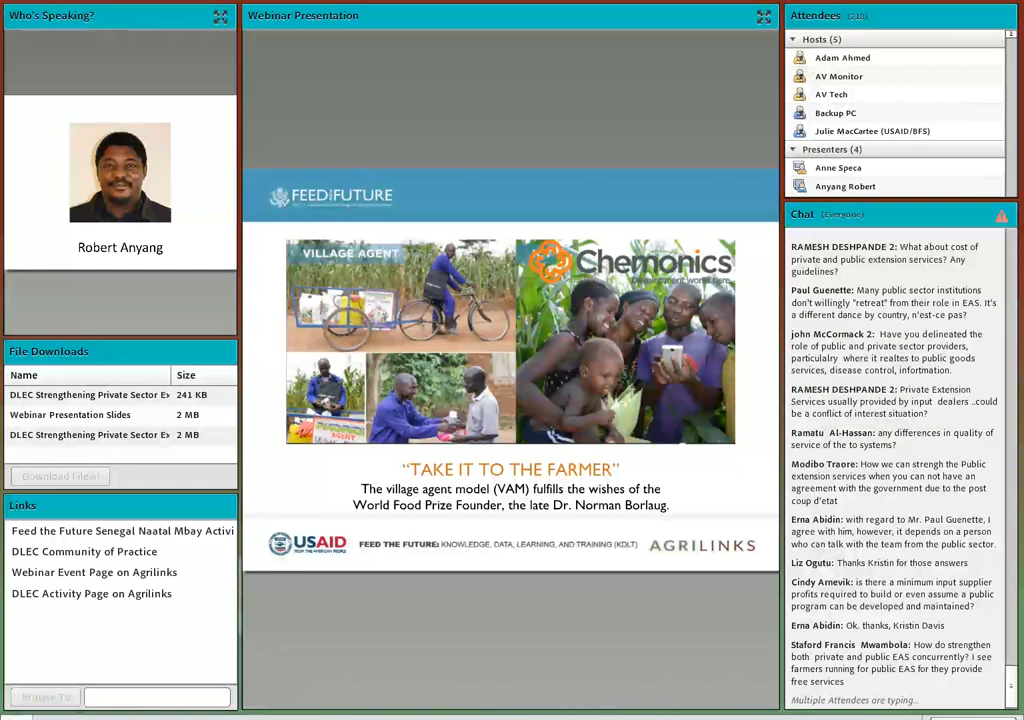 Who's Speaking?
Robert Anyang
File Downloads
Name Size
DLEC Strengthening Private Sector E 241 KB
Webinar Presentation Slides 2 MB
DLEC Strengthening Private Sector E 2 MB
Download File(s)
Links
Feed the Future Senegal Naatal Mbay Activi
DLEC Community of Practice
Webinar Event Page on Agrilinks
DLEC Activity Page on Agrilinks
Browse To
Webinar Presentation
FEED THE FUTURE
VILLAGE AGENT
Chemonics
Development works here.
AGENT
“TAKE IT TO THE FARMER”
The village agent model (VAM) fulfills the wishes of the
World Food Prize Founder, the late Dr. Norman Borlaug.
USAID
FROM THE AMERICAN PEOPLE
FEED THE FUTURE: KNOWLEDGE, DATA, LEARNING, AND TRAINING (KDLT)
AGRILINKS
Attendees (218)
Hosts (5)
Adam Ahmed
AV Monitor
AV Tech
Backup PC
Julie MacCartee (USAID/BFS)
Presenters (4)
Anne Speca
Anyang Robert
Chat (Everyone)
RAMESH DESHPANDE 2: What about cost of
private and public extension services? Any
guidelines?
Paul Guenette: Many public sector institutions
don't willingly "retreat" from their role in EAS. It's
a different dance by country, n'est-ce pas?
john McCormack 2: Have you delineated the
role of public and private sector providers,
particulalry where it realtes to public goods
services, disease control, infortmation.
RAMESH DESHPANDE 2: Private Extension
Services usually provided by input dealers ..could
be a conflict of interest situation?
Ramatu Al-Hassan: any differences in quality of
service of the to systems?
Modibo Traore: How we can strengh the Public
extension services when you can not have an
agreement with the government due to the post
coup d'etat
Erna Abidin: with regard to Mr. Paul Guenette, I
agree with him, however, it depends on a person
who can talk with the team from the public sector.
Liz Ogutu: Thanks Kristin for those answers
Cindy Arnevik: is there a minimum input supplier
profits required to build or even assume a public
program can be developed and maintained?
Erna Abidin: Ok. thanks, Kristin Davis
Staford Francis Mwambola: How do strengthen
both private and public EAS concurrently? I see
farmers running for public EAS for they provide
free services
Multiple Attendees are typing...